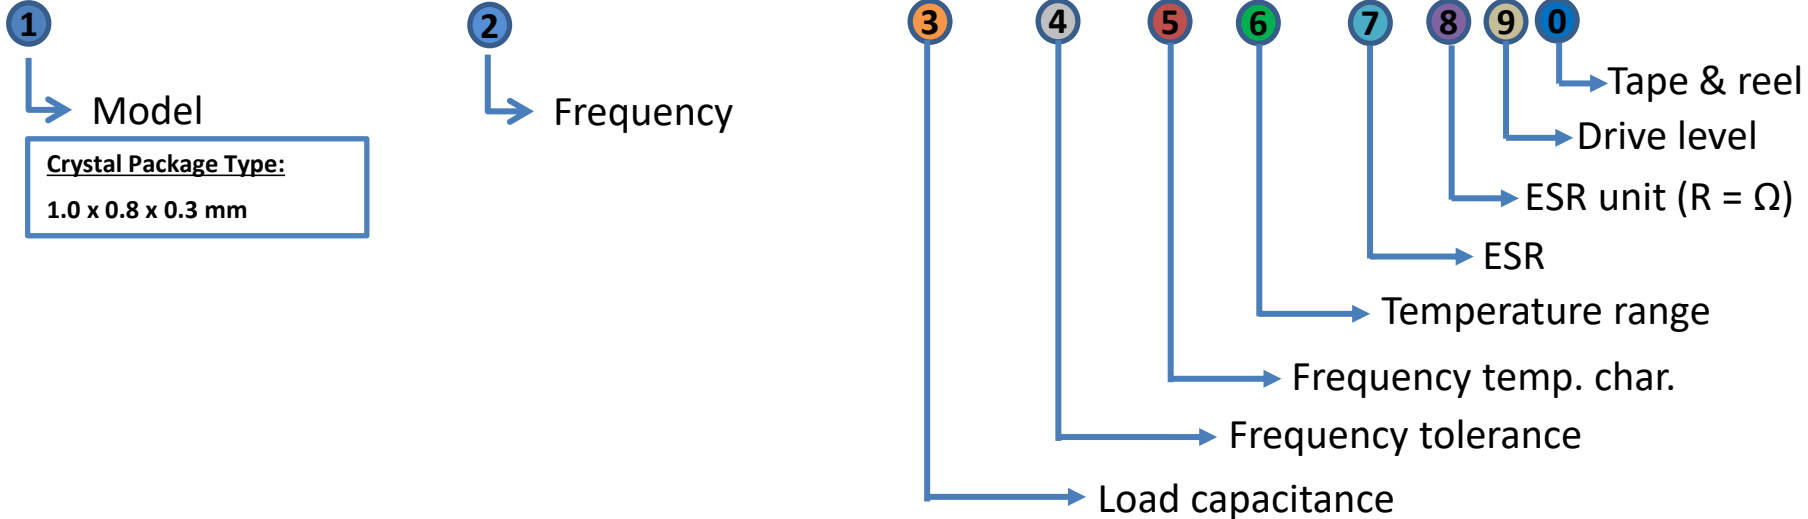 1 2 3 4 5 6 7 8 9 0
Tape & reel
Model
Frequency
Drive level
Crystal Package Type:
1.0 x 0.8 x 0.3 mm
ESR unit (R = Ω)
ESR
Temperature range
Frequency temp. char.
Frequency tolerance
Load capacitance